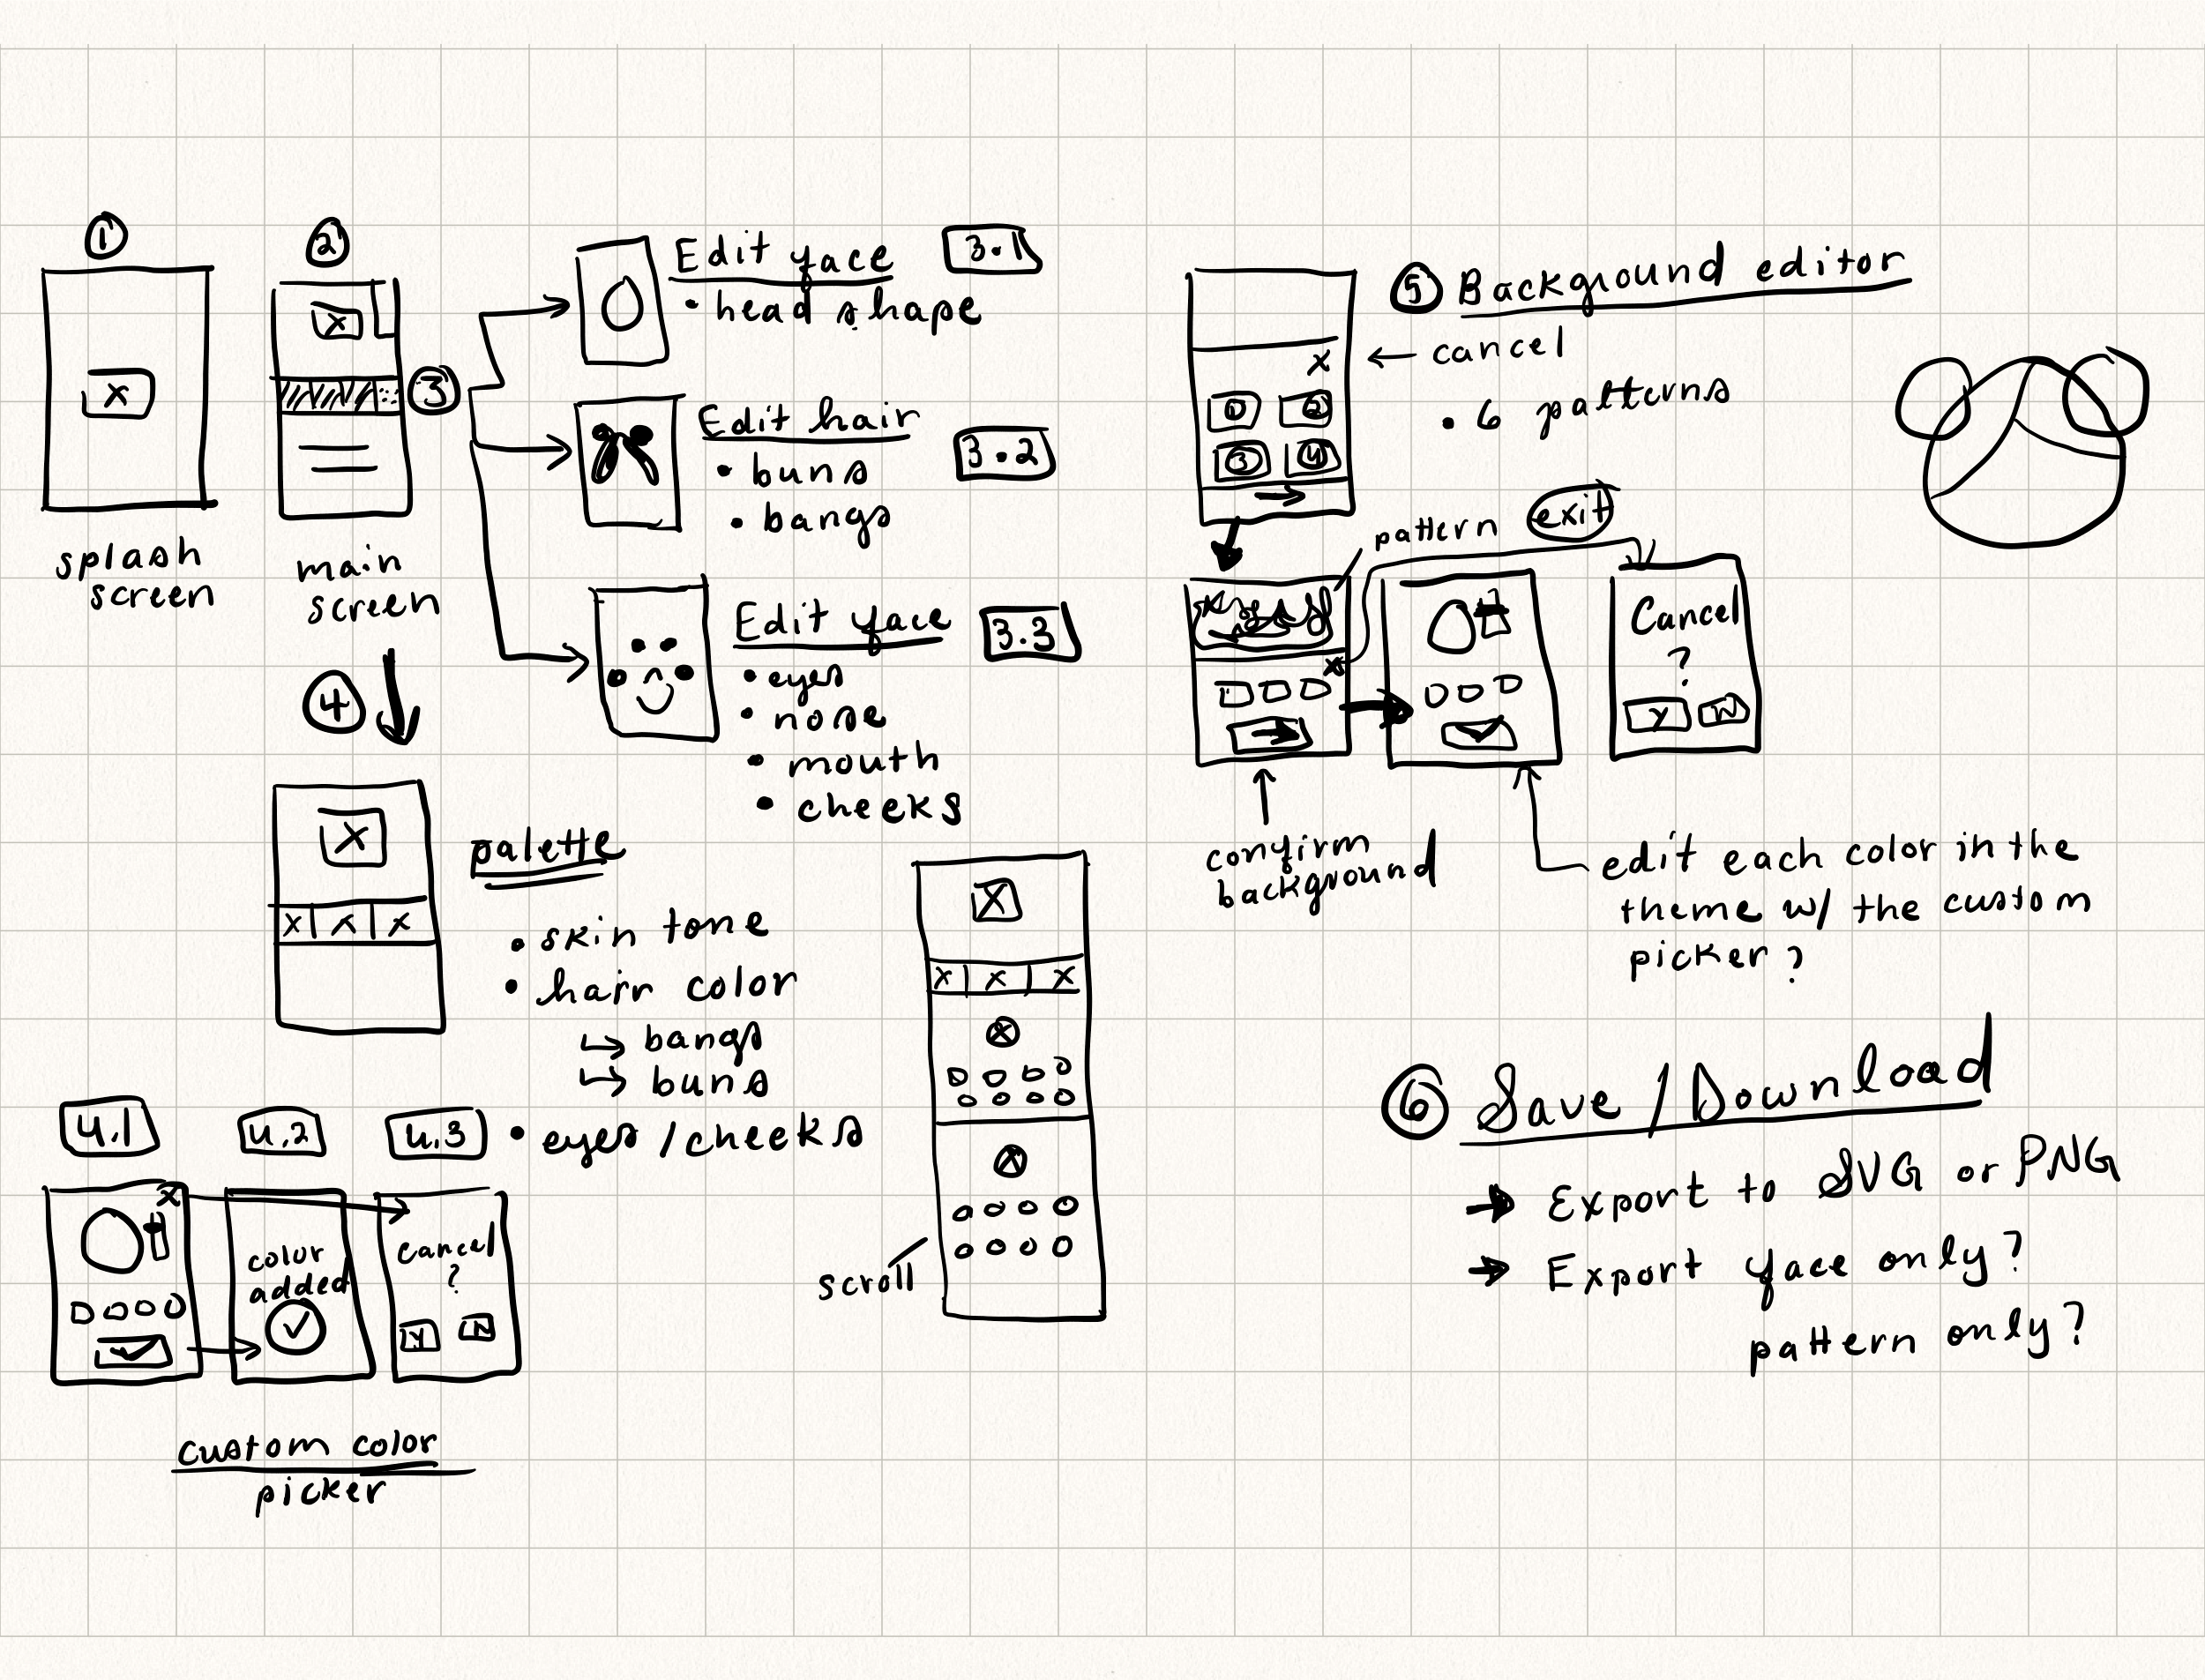 1
splash
screen
2
main
screen
3
Edit face
3.1
• head shape
Edit hair
3.2
• buns
• bangs
Edit face
3.3
• eyes
• nose
• mouth
• cheeks
4
x
x
x
x
x
x
palette
• skin tone
• hair color
↳ bangs
↳ buns
• eyes / cheeks
4.1
4.2
4.3
x
color
added
cancel
?
Y
N
custom color
picker
x
x | x | x
x
x
scroll
5 Background editor
x
← cancel
1
2
3
4
• 6 patterns
pattern
exit
x
Cancel
?
Y
N
confirm
background
edit each color in the
theme w/ the custom
picker?
6 Save / Download
→ Export to SVG or PNG
→ Export face only?
pattern only?